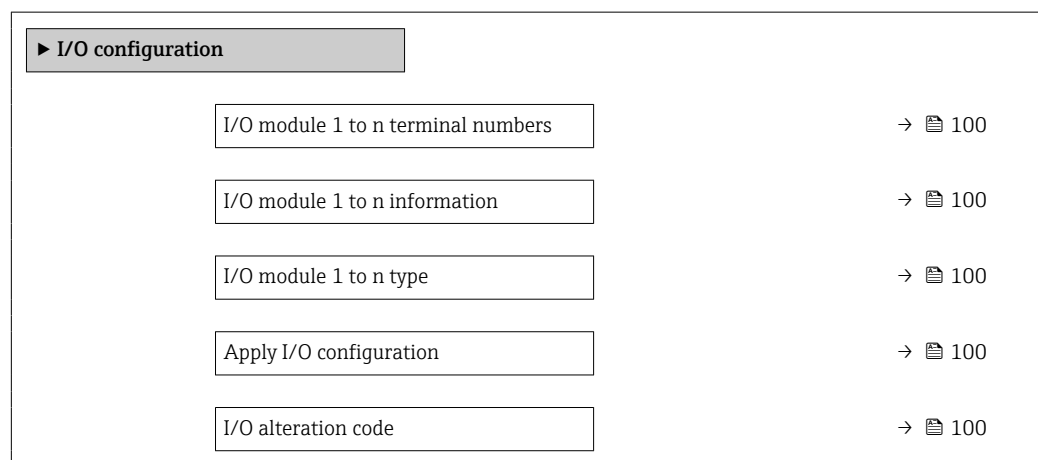 ▶ I/O configuration
I/O module 1 to n terminal numbers → 100
I/O module 1 to n information → 100
I/O module 1 to n type → 100
Apply I/O configuration → 100
I/O alteration code → 100